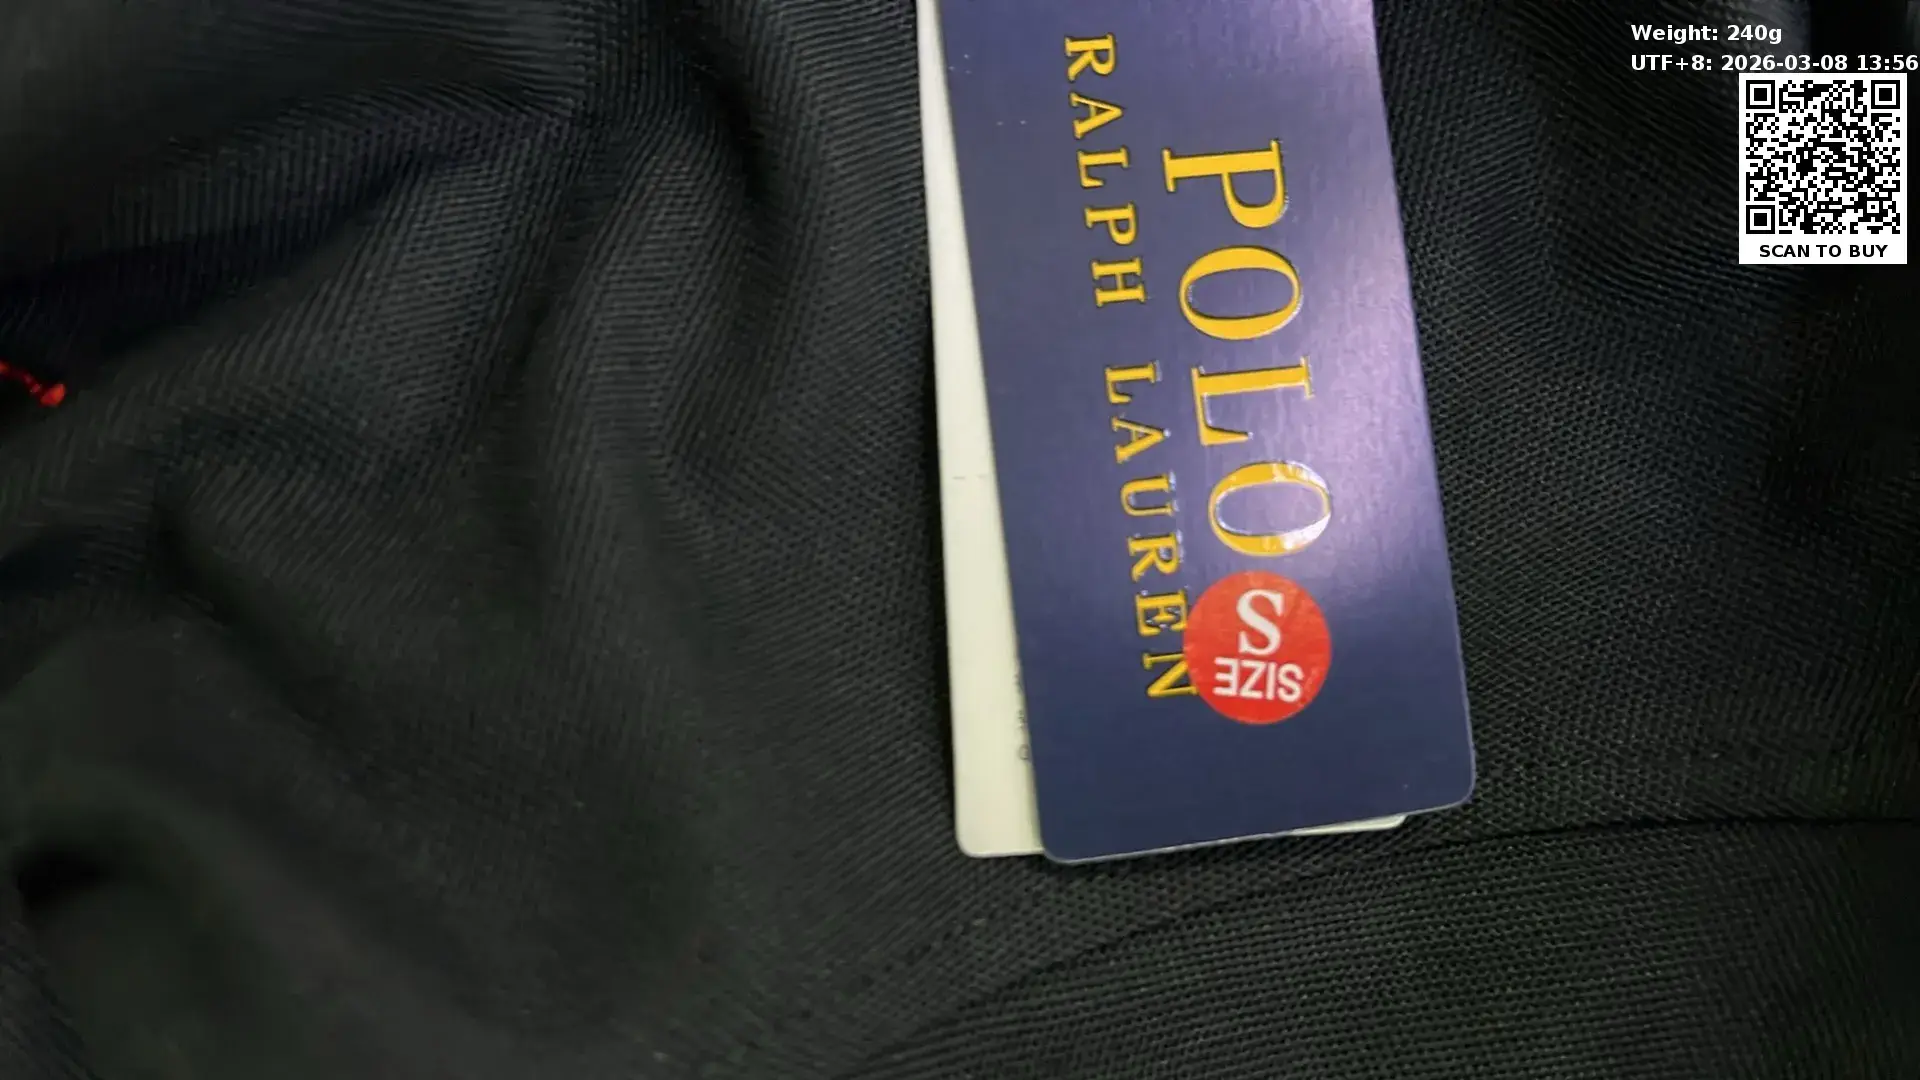 Weight: 240g
UTF+8: 2026-03-08 13:56
SCAN TO BUY
POLO
RALPH LAUREN
S
SIZE